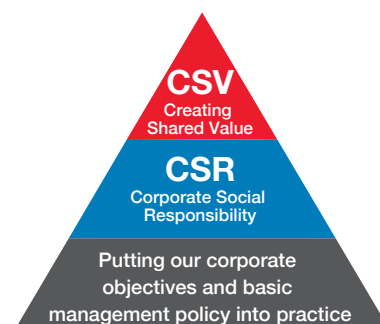 CSV
Creating
Shared Value
CSR
Corporate Social
Responsibility
Putting our corporate
objectives and basic
management policy into practice